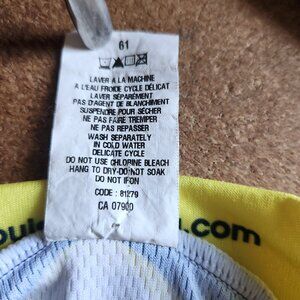 61
LAVER A LA MACHINE
A L'EAU FROIDE CYCLE DÉLICAT
LAVER SÉPARÉMENT
PAS D'AGENT DE BLANCHIMENT
SUSPENDRE POUR SÉCHER
NE PAS FAIRE TREMPER
NE PAS REPASSER
WASH SEPARATELY
IN COLD WATER
DELICATE CYCLE
DO NOT USE CHLORINE BLEACH
HANG TO DRY-DO NOT SOAK
DO NOT IFON
CODE : 81279
CA 07900
.com